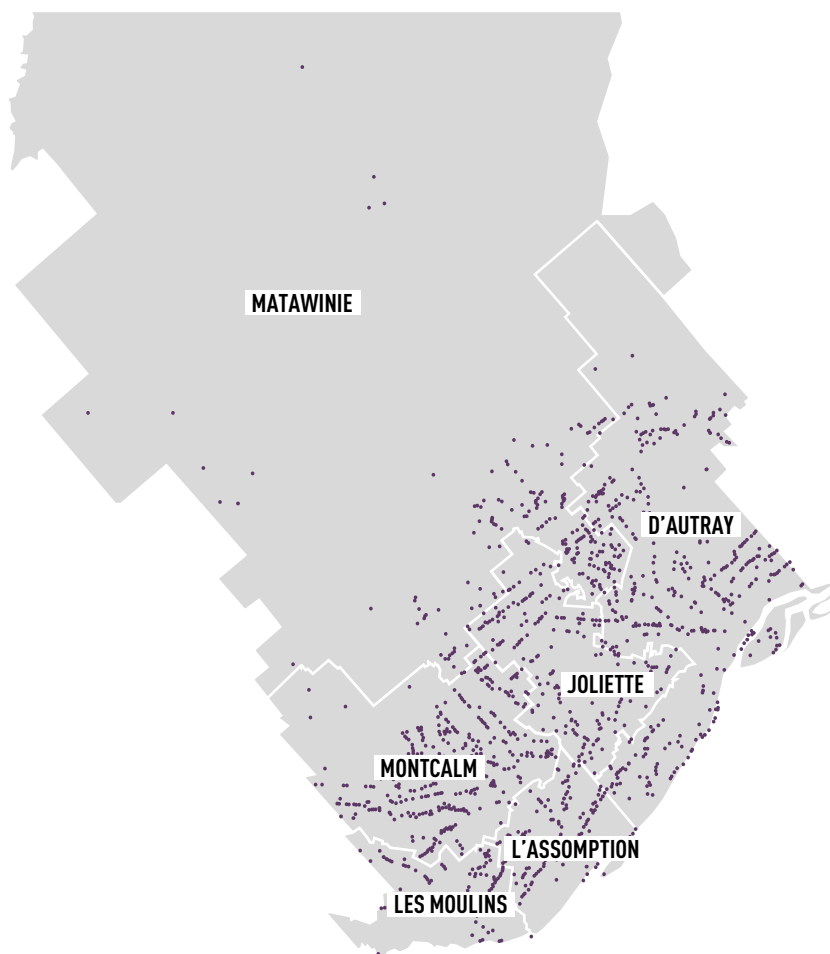 MATAWINIE
D'AUTRAY
JOLIETTE
MONTCALM
L'ASSOMPTION
LES MOULINS